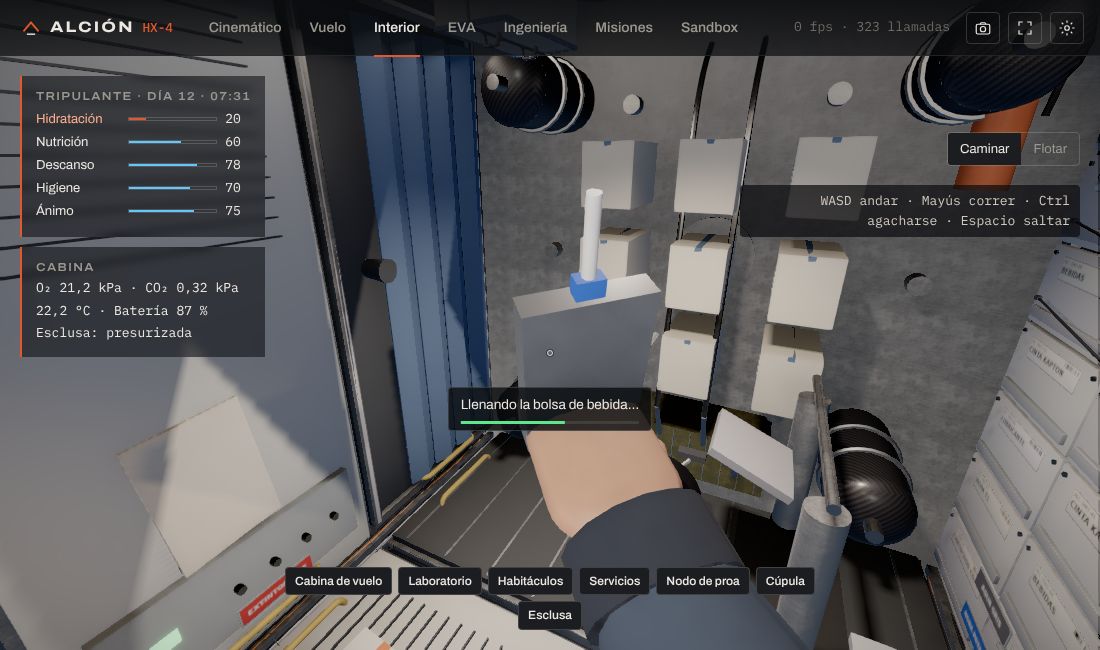 ALCIÓN HX-4
Cinemático
Vuelo
Interior
EVA
Ingeniería
Misiones
Sandbox
0 fps · 323 llamadas
TRIPULANTE · DÍA 12 · 07:31
Hidratación 20
Nutrición 60
Descanso 78
Higiene 70
Ánimo 75
CABINA
O₂ 21,2 kPa · CO₂ 0,32 kPa
22,2 °C · Batería 87 %
Esclusa: presurizada
Caminar
Flotar
WASD andar · Mayús correr · Ctrl
agacharse · Espacio saltar
BEBIDAS
CINTA KAPTON
Llenando la bolsa de bebida…
BEBIDAS
Cabina de vuelo
Laboratorio
Habitáculos
Servicios
Nodo de proa
Cúpula
Esclusa